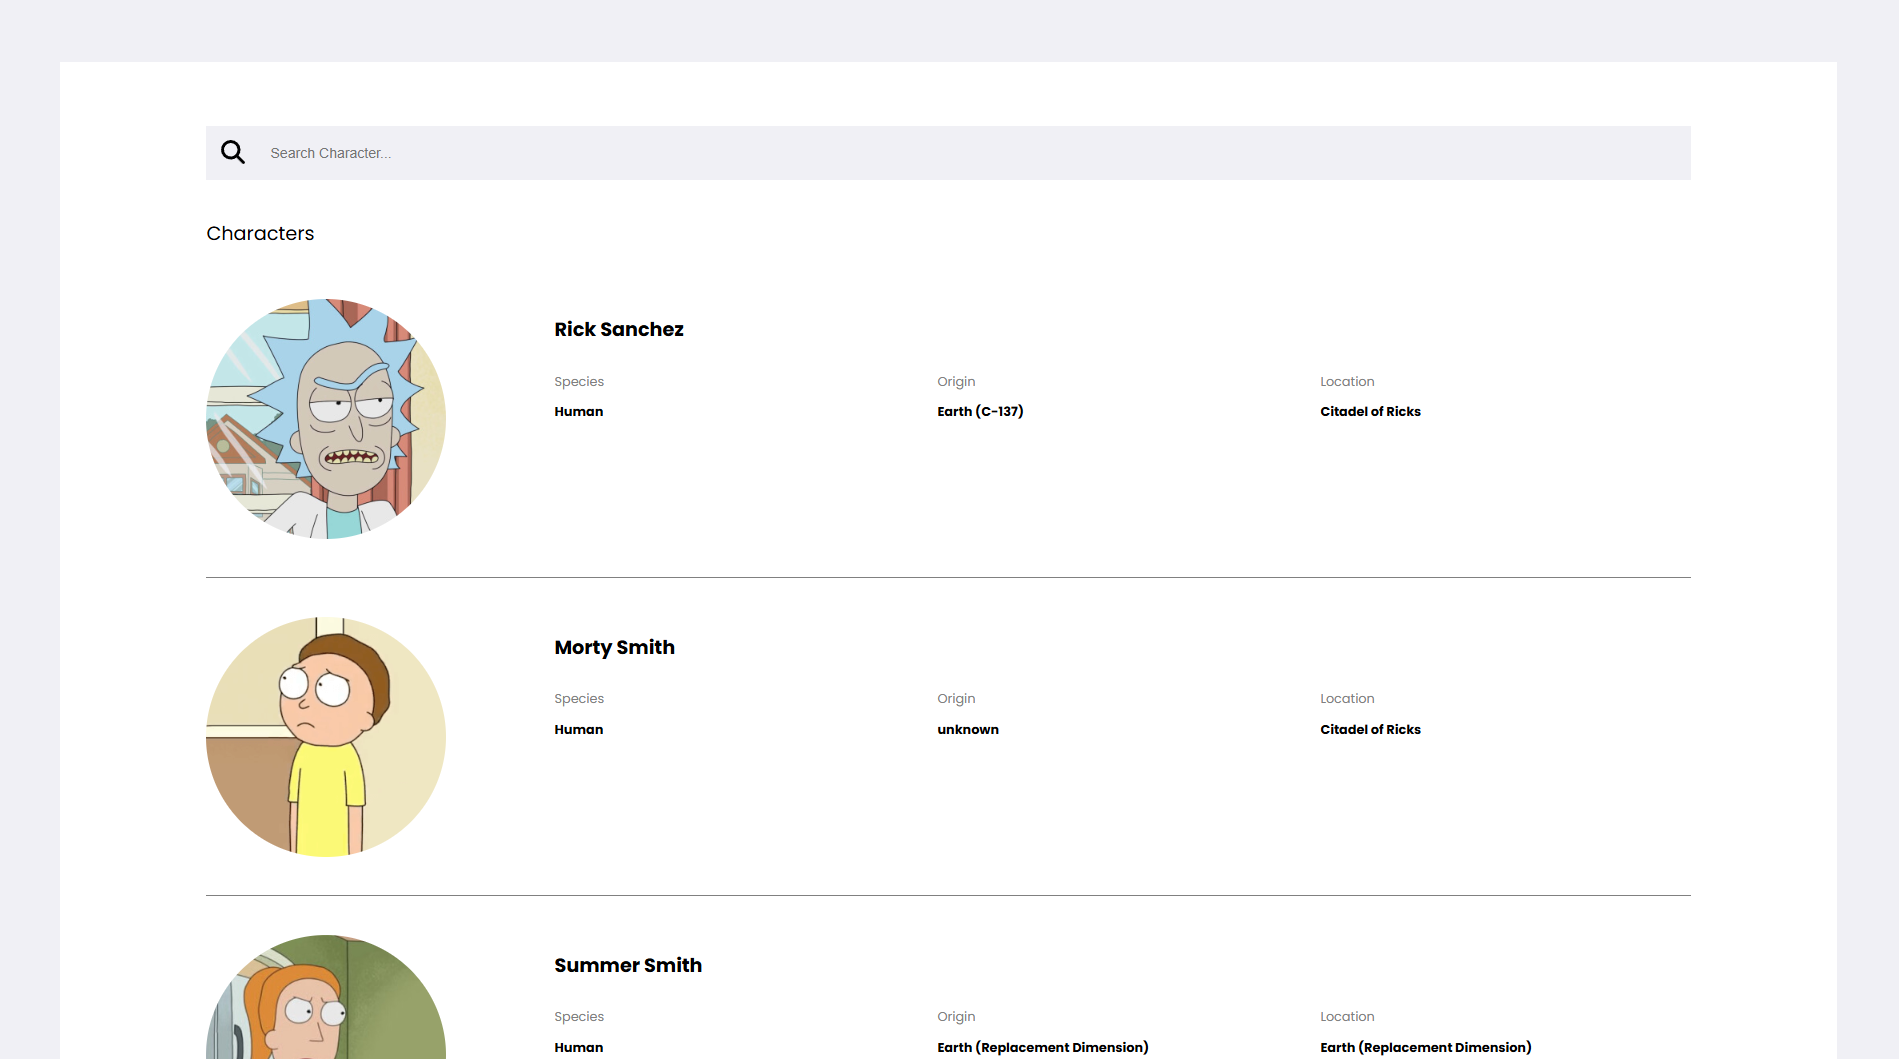 Search Character...
Characters
Rick Sanchez
Species Origin Location
Human Earth (C-137) Citadel of Ricks
Morty Smith
Species Origin Location
Human unknown Citadel of Ricks
Summer Smith
Species Origin Location
Human Earth (Replacement Dimension) Earth (Replacement Dimension)